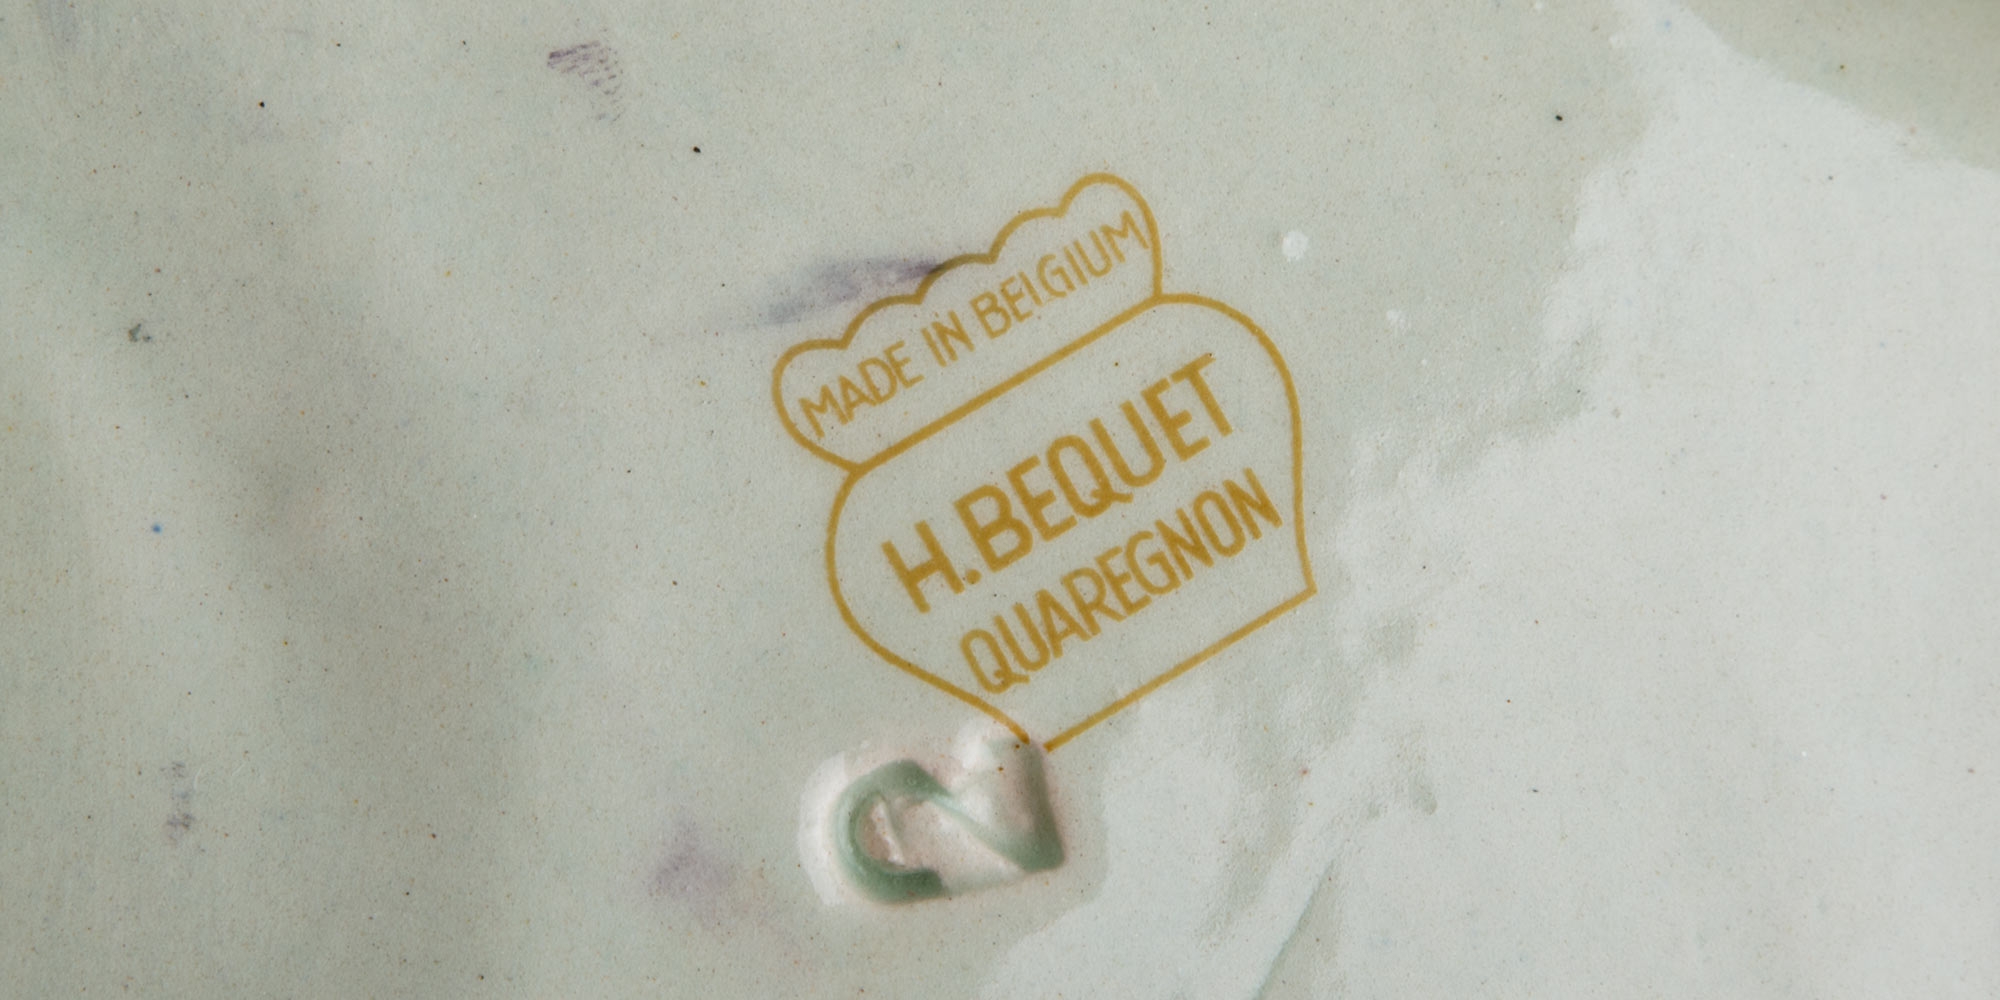 MADE IN BELGIUM
H. BEQUET
QUAREGNON